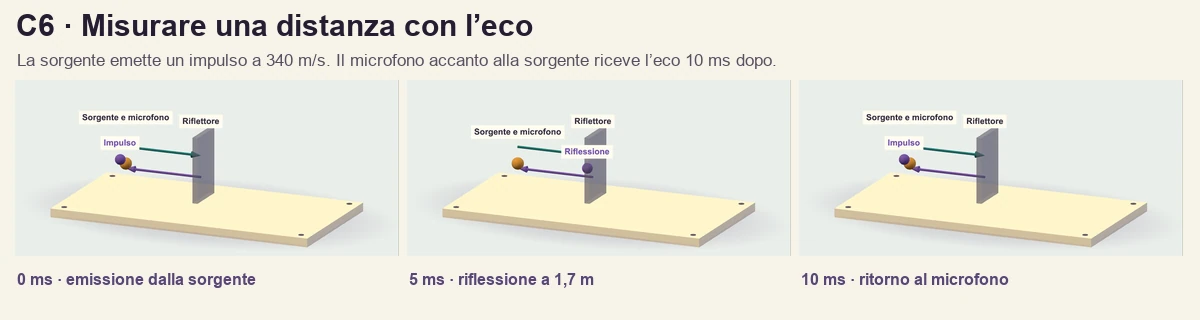 C6 · Misurare una distanza con l’eco
La sorgente emette un impulso a 340 m/s. Il microfono accanto alla sorgente riceve l’eco 10 ms dopo.
Sorgente e microfono
Riflettore
Impulso
Riflettore
Sorgente e microfono
Riflessione
Sorgente e microfono
Riflettore
Impulso
0 ms · emissione dalla sorgente
5 ms · riflessione a 1,7 m
10 ms · ritorno al microfono